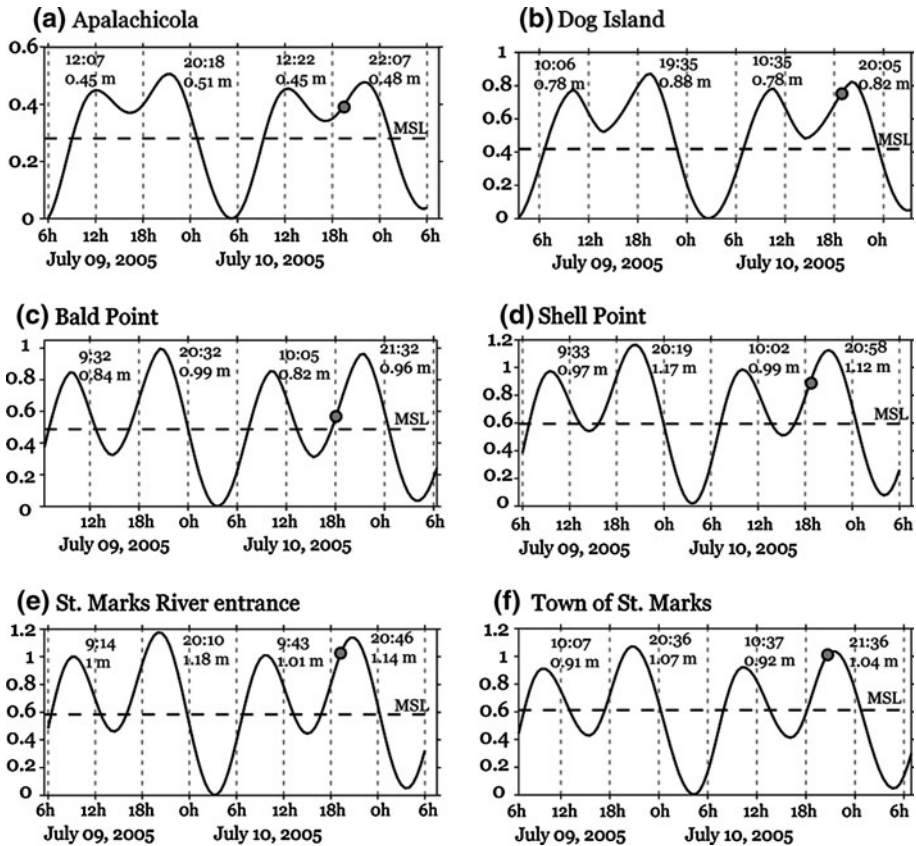 (a) Apalachicola
0.6
0.4
0.2
0
12:07
0.45 m
20:18
0.51 m
12:22
0.45 m
22:07
0.48 m
MSL
6h 12h 18h 0h 6h 12h 18h 0h 6h
July 09, 2005 July 10, 2005
(b) Dog Island
1
0.8
0.6
0.4
0.2
0
10:06
0.78 m
19:35
0.88 m
10:35
0.78 m
20:05
0.82 m
MSL
6h 12h 18h 0h 6h 12h 18h 0h
July 09, 2005 July 10, 2005
(c) Bald Point
1
0.8
0.6
0.4
0.2
0
9:32
0.84 m
20:32
0.99 m
10:05
0.82 m
21:32
0.96 m
MSL
12h 18h 0h 6h 12h 18h 0h 6h
July 09, 2005 July 10, 2005
(d) Shell Point
1.2
1
0.8
0.6
0.4
0.2
0
9:33
0.97 m
20:19
1.17 m
10:02
0.99 m
20:58
1.12 m
MSL
6h 12h 18h 0h 6h 12h 18h 0h 6h
July 09, 2005 July 10, 2005
(e) St. Marks River entrance
1.2
1
0.8
0.6
0.4
0.2
0
9:14
1 m
20:10
1.18 m
9:43
1.01 m
20:46
1.14 m
MSL
6h 12h 18h 0h 6h 12h 18h 0h 6h
July 09, 2005 July 10, 2005
(f) Town of St. Marks
1.2
1
0.8
0.6
0.4
0.2
0
10:07
0.91 m
20:36
1.07 m
10:37
0.92 m
21:36
1.04 m
MSL
6h 12h 18h 0h 6h 12h 18h 0h 6h
July 09, 2005 July 10, 2005